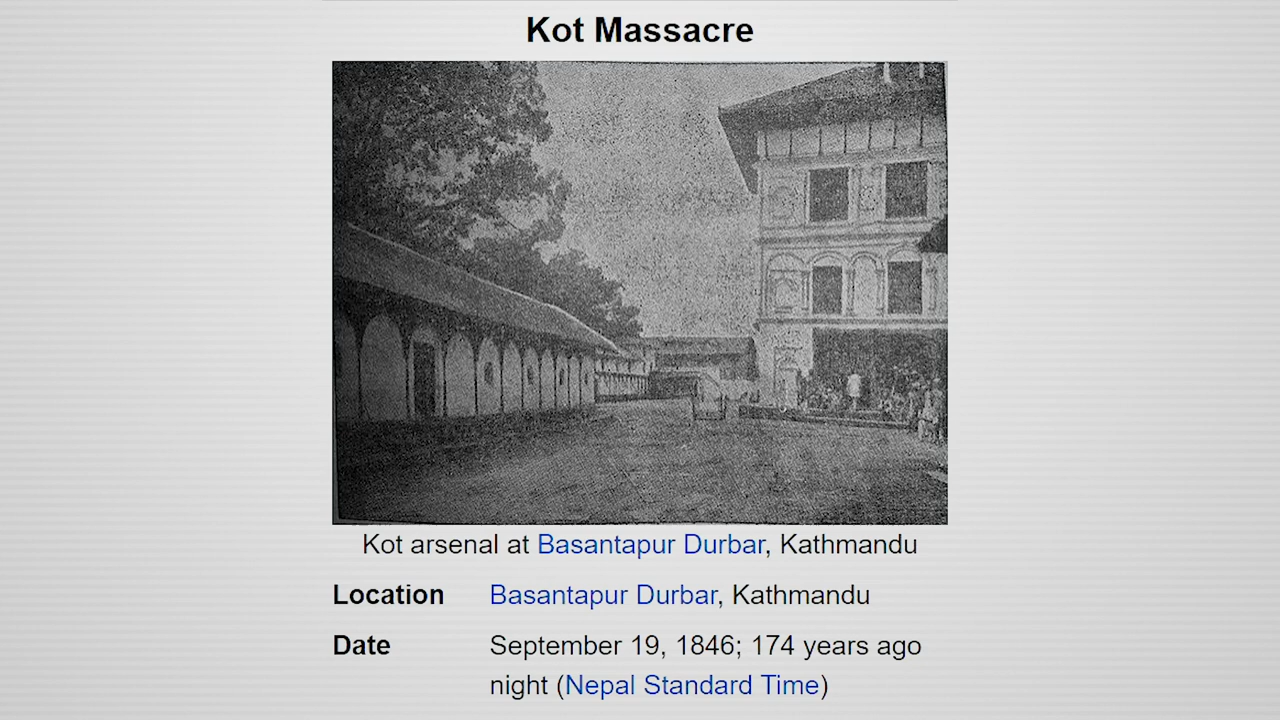 Kot Massacre
Kot arsenal at Basantapur Durbar, Kathmandu
Location Basantapur Durbar, Kathmandu
Date September 19, 1846; 174 years ago
night (Nepal Standard Time)